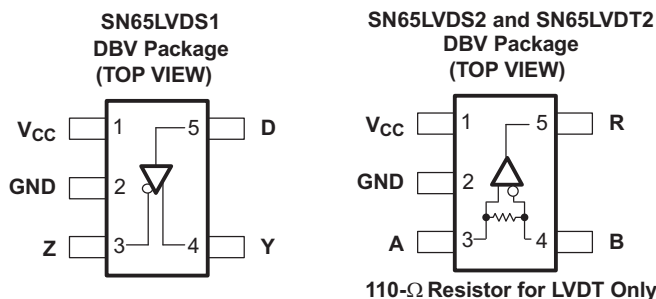 SN65LVDS1
DBV Package
(TOP VIEW)
VCC 1 5 D
GND 2
Z 3 4 Y
SN65LVDS2 and SN65LVDT2
DBV Package
(TOP VIEW)
VCC 1 5 R
GND 2
A 3 4 B
110-Ω Resistor for LVDT Only